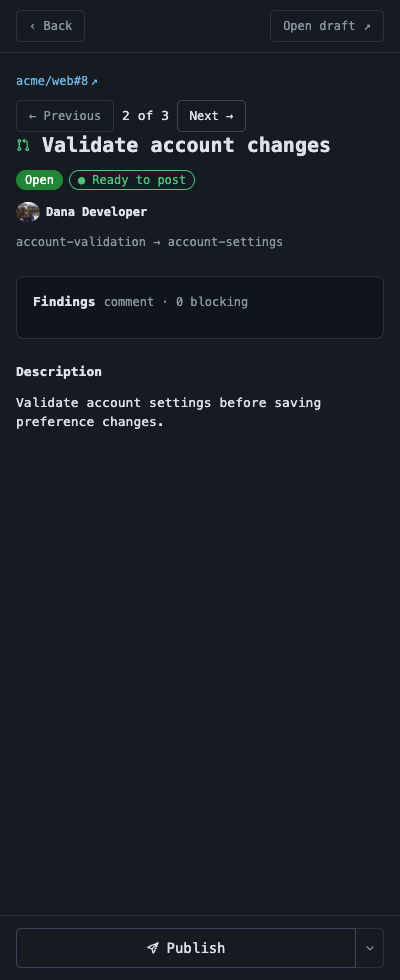 ‹ Back
Open draft ↗
acme/web#8 ↗
← Previous 2 of 3 Next →
Validate account changes
Open ● Ready to post
Dana Developer
account-validation → account-settings
Findings comment · 0 blocking
Description
Validate account settings before saving
preference changes.
Publish